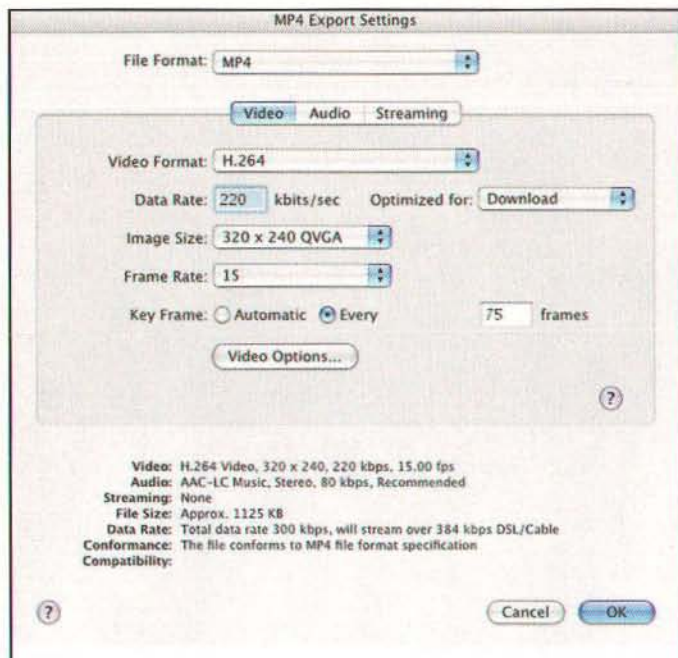 MP4 Export Settings
File Format: MP4
Video Audio Streaming
Video Format: H.264
Data Rate: 220 kbits/sec Optimized for: Download
Image Size: 320 x 240 QVGA
Frame Rate: 15
Key Frame: Automatic Every 75 frames
Video Options...
?
Video: H.264 Video, 320 x 240, 220 kbps, 15.00 fps
Audio: AAC-LC Music, Stereo, 80 kbps, Recommended
Streaming: None
File Size: Approx. 1125 KB
Data Rate: Total data rate 300 kbps, will stream over 384 kbps DSL/Cable
Conformance: The file conforms to MP4 file format specification
Compatibility:
? Cancel OK